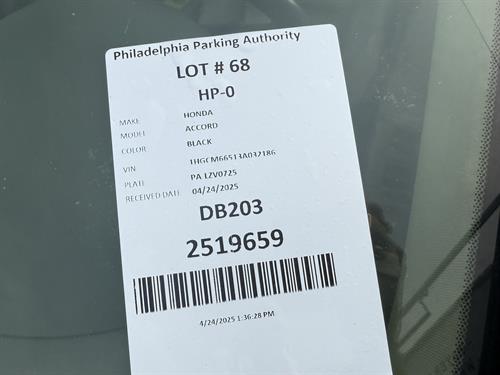 Philadelphia Parking Authority
LOT # 68
HP-0
MAKE HONDA
MODEL ACCORD
COLOR BLACK
VIN 1HGCM66513A032186
PLATE PA LZV0725
RECEIVED DATE 04/24/2025
DB203
2519659
4/24/2025 1:36:28 PM